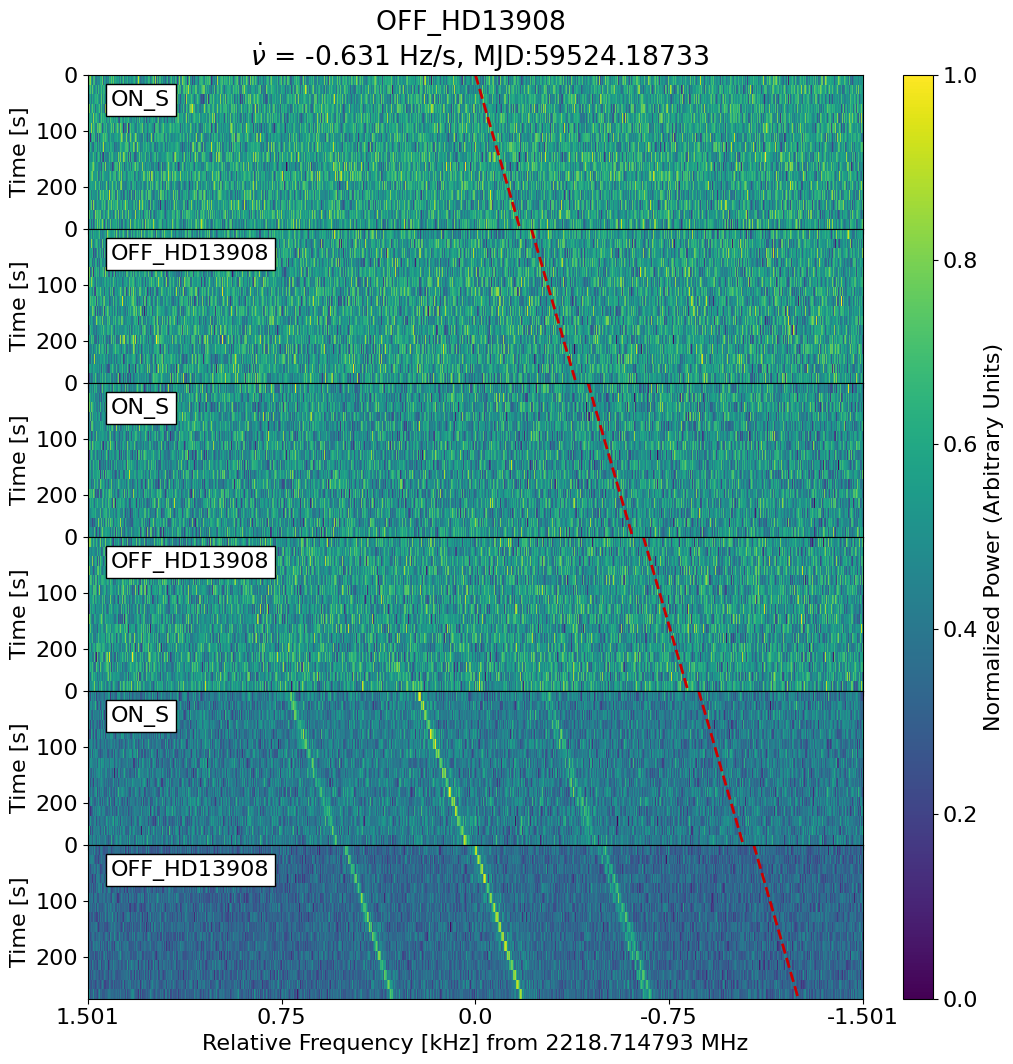 OFF_HD13908
ν̇ = -0.631 Hz/s, MJD:59524.18733
0
100
200
Time [s]
ON_S
0
100
200
Time [s]
OFF_HD13908
0
100
200
Time [s]
ON_S
0
100
200
Time [s]
OFF_HD13908
0
100
200
Time [s]
ON_S
0
100
200
Time [s]
OFF_HD13908
1.501 0.75 0.0 -0.75 -1.501
Relative Frequency [kHz] from 2218.714793 MHz
1.0
0.8
0.6
0.4
0.2
0.0
Normalized Power (Arbitrary Units)